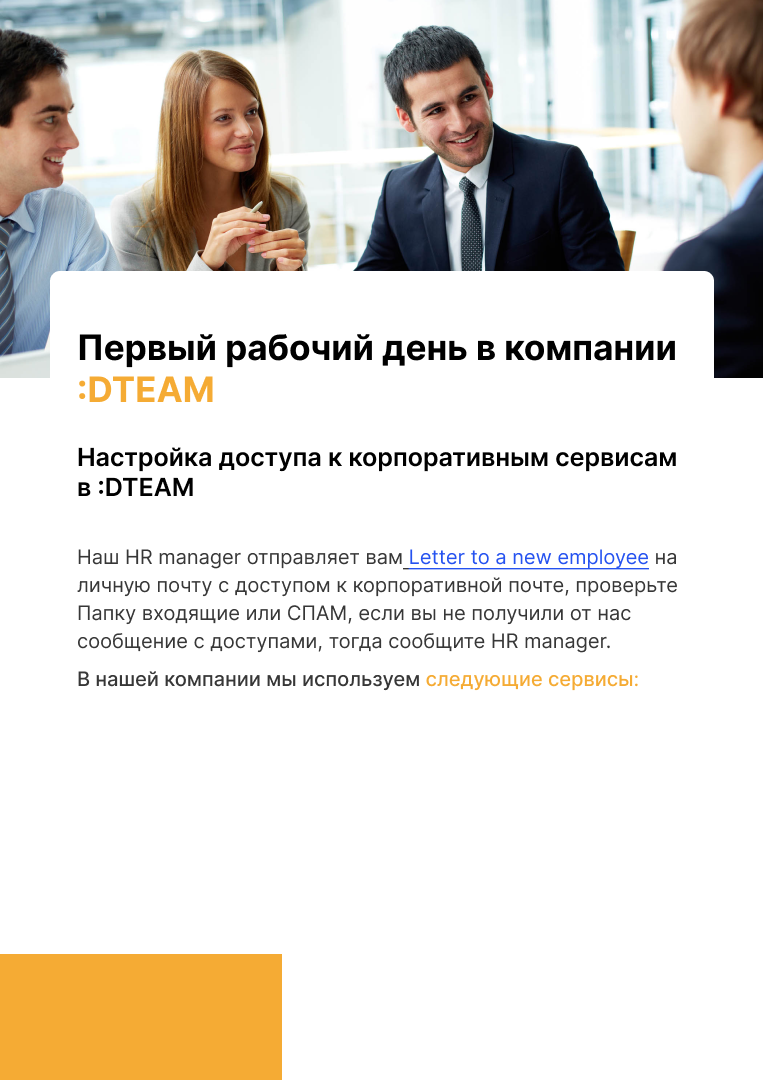 Первый рабочий день в компании
:DTEAM
Настройка доступа к корпоративным сервисам
в :DTEAM
Наш HR manager отправляет вам Letter to a new employee на
личную почту с доступом к корпоративной почте, проверьте
Папку входящие или СПАМ, если вы не получили от нас
сообщение с доступами, тогда сообщите HR manager.
В нашей компании мы используем следующие сервисы: